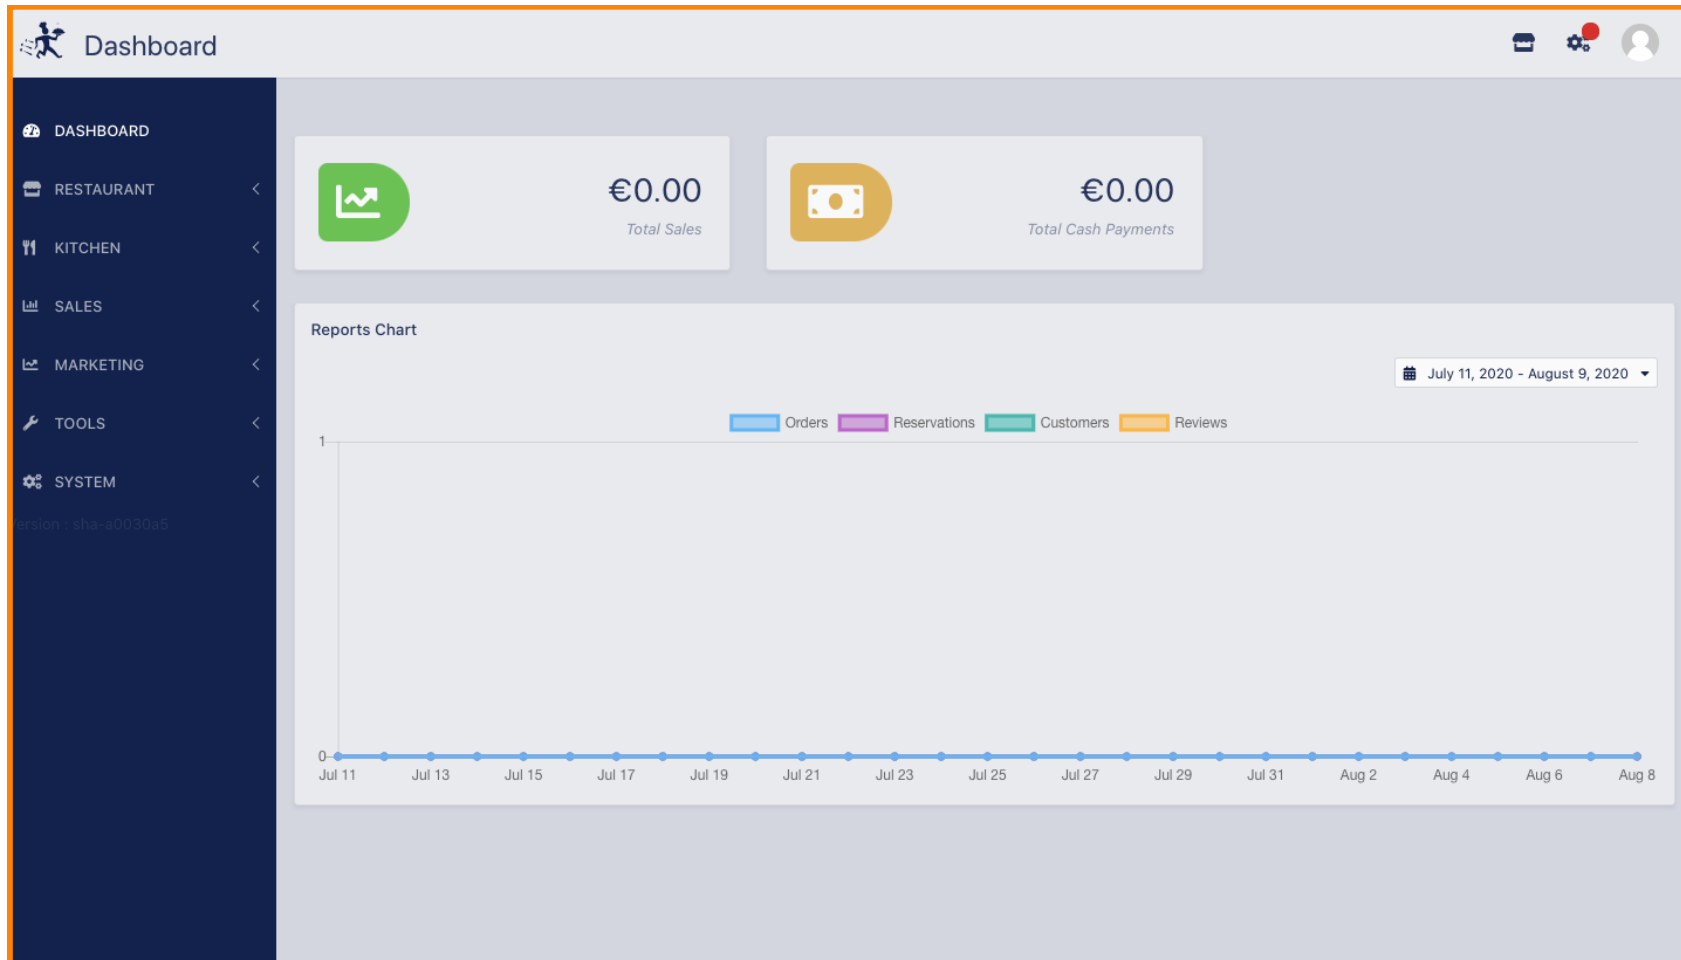 Dashboard
DASHBOARD
RESTAURANT
KITCHEN
SALES
MARKETING
TOOLS
SYSTEM
Version : sha-a0030a5
€0.00
Total Sales
€0.00
Total Cash Payments
Reports Chart
July 11, 2020 - August 9, 2020
Orders Reservations Customers Reviews
1
0
Jul 11 Jul 13 Jul 15 Jul 17 Jul 19 Jul 21 Jul 23 Jul 25 Jul 27 Jul 29 Jul 31 Aug 2 Aug 4 Aug 6 Aug 8